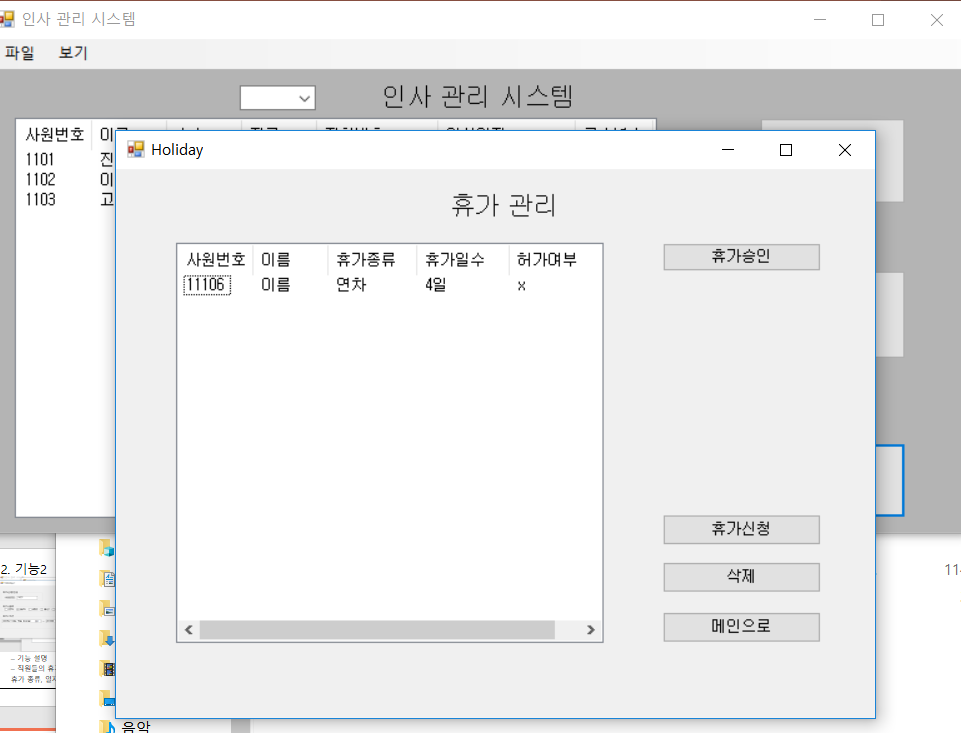 인사 관리 시스템
파일 보기
인사 관리 시스템
사원번호
1101 진
1102 이
1103 고
Holiday
휴가 관리
사원번호 이름 휴가종류 휴가일수 허가여부
11106 이름 연차 4일 x
휴가승인
휴가신청
삭제
메인으로
2. 기능2
11
– 기능 설명
– 직원들의 휴
휴가 종류, 일
음악